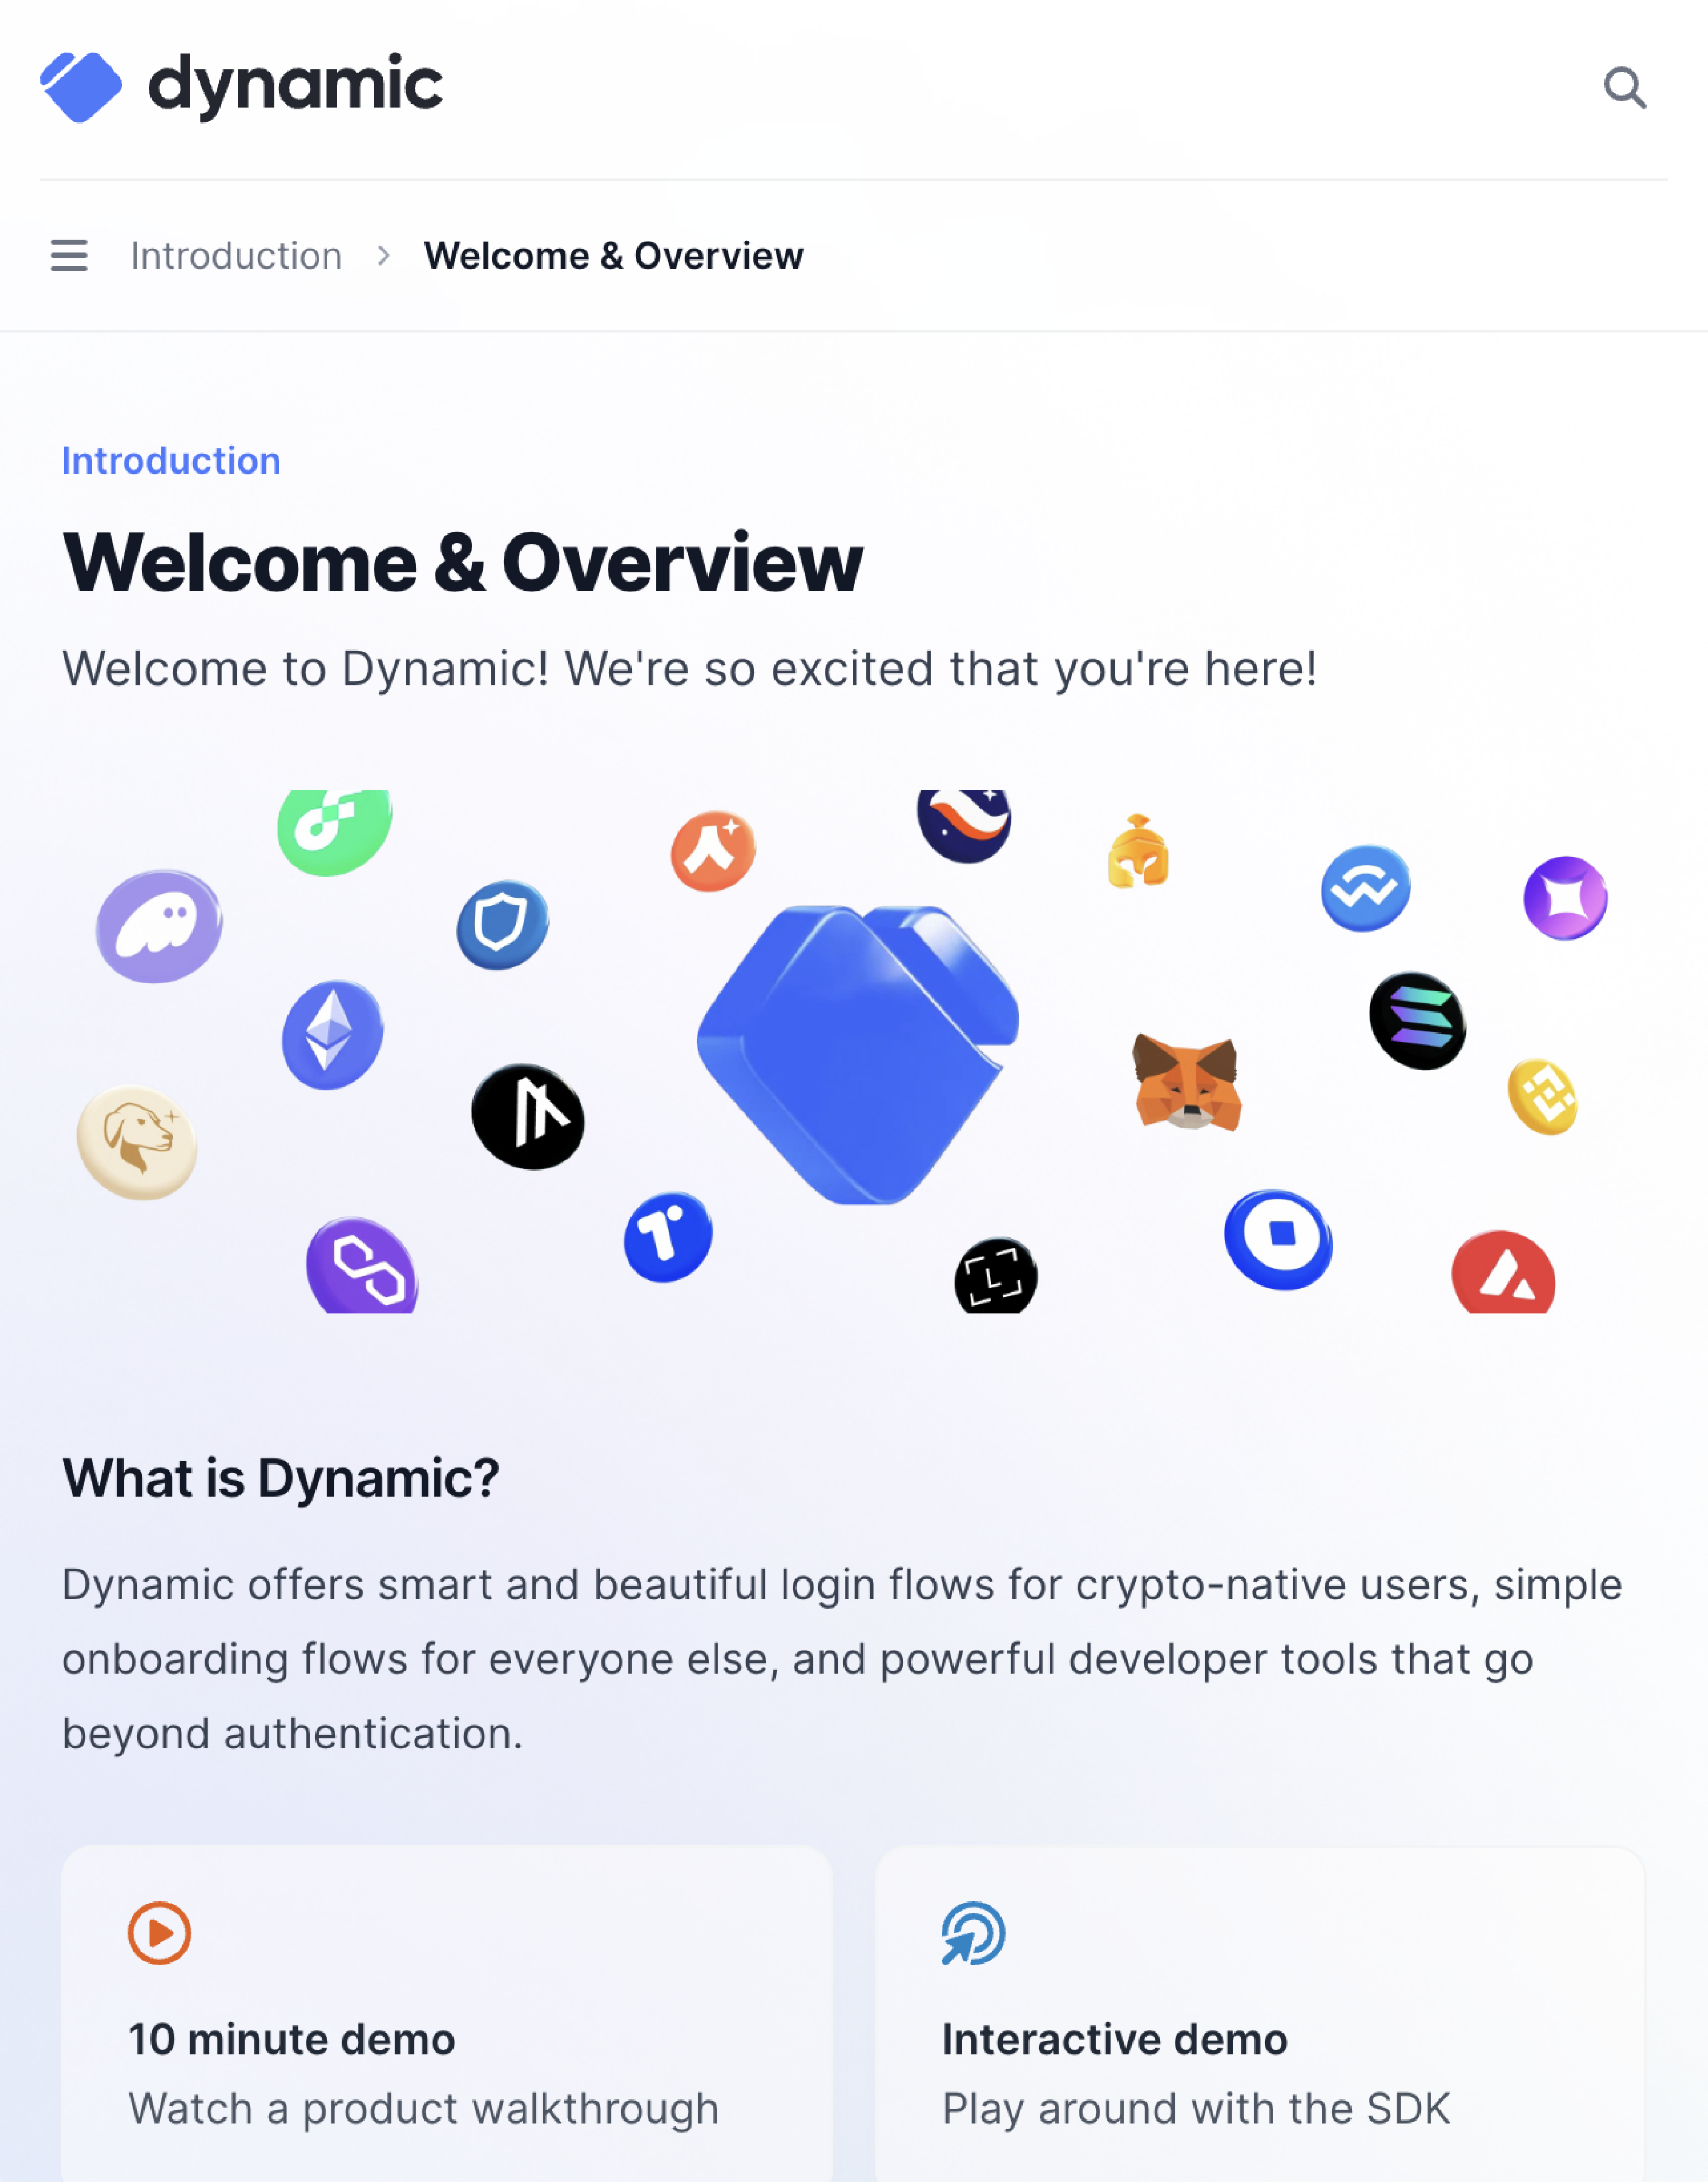 dynamic
Introduction > Welcome & Overview
Introduction
Welcome & Overview
Welcome to Dynamic! We're so excited that you're here!
What is Dynamic?
Dynamic offers smart and beautiful login flows for crypto-native users, simple
onboarding flows for everyone else, and powerful developer tools that go
beyond authentication.
10 minute demo
Watch a product walkthrough
Interactive demo
Play around with the SDK